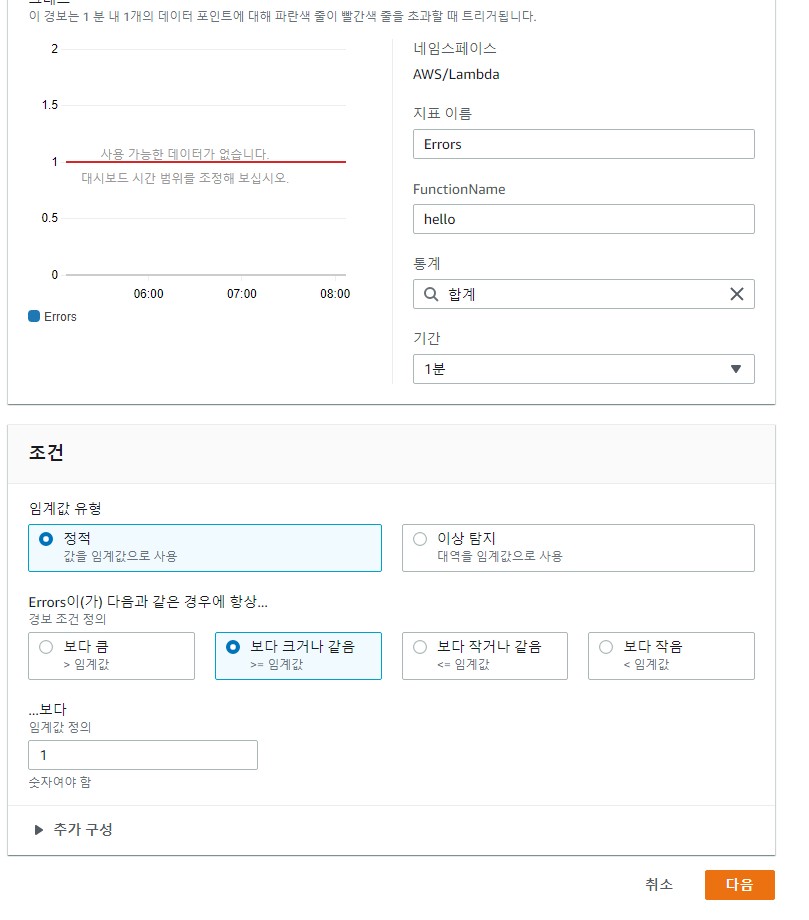 이 경보는 1 분 내 1개의 데이터 포인트에 대해 파란색 줄이 빨간색 줄을 초과할 때 트리거됩니다.
2
1.5
1
0.5
0
사용 가능한 데이터가 없습니다.
대시보드 시간 범위를 조정해 보십시오.
06:00
07:00
08:00
Errors
네임스페이스
AWS/Lambda
지표 이름
Errors
FunctionName
hello
통계
합계
기간
1분
조건
임계값 유형
정적
값을 임계값으로 사용
이상 탐지
대역을 임계값으로 사용
Errors이(가) 다음과 같은 경우에 항상...
경보 조건 정의
보다 큼
> 임계값
보다 크거나 같음
>= 임계값
보다 작거나 같음
<= 임계값
보다 작음
< 임계값
...보다
임계값 정의
1
숫자여야 함
추가 구성
취소
다음